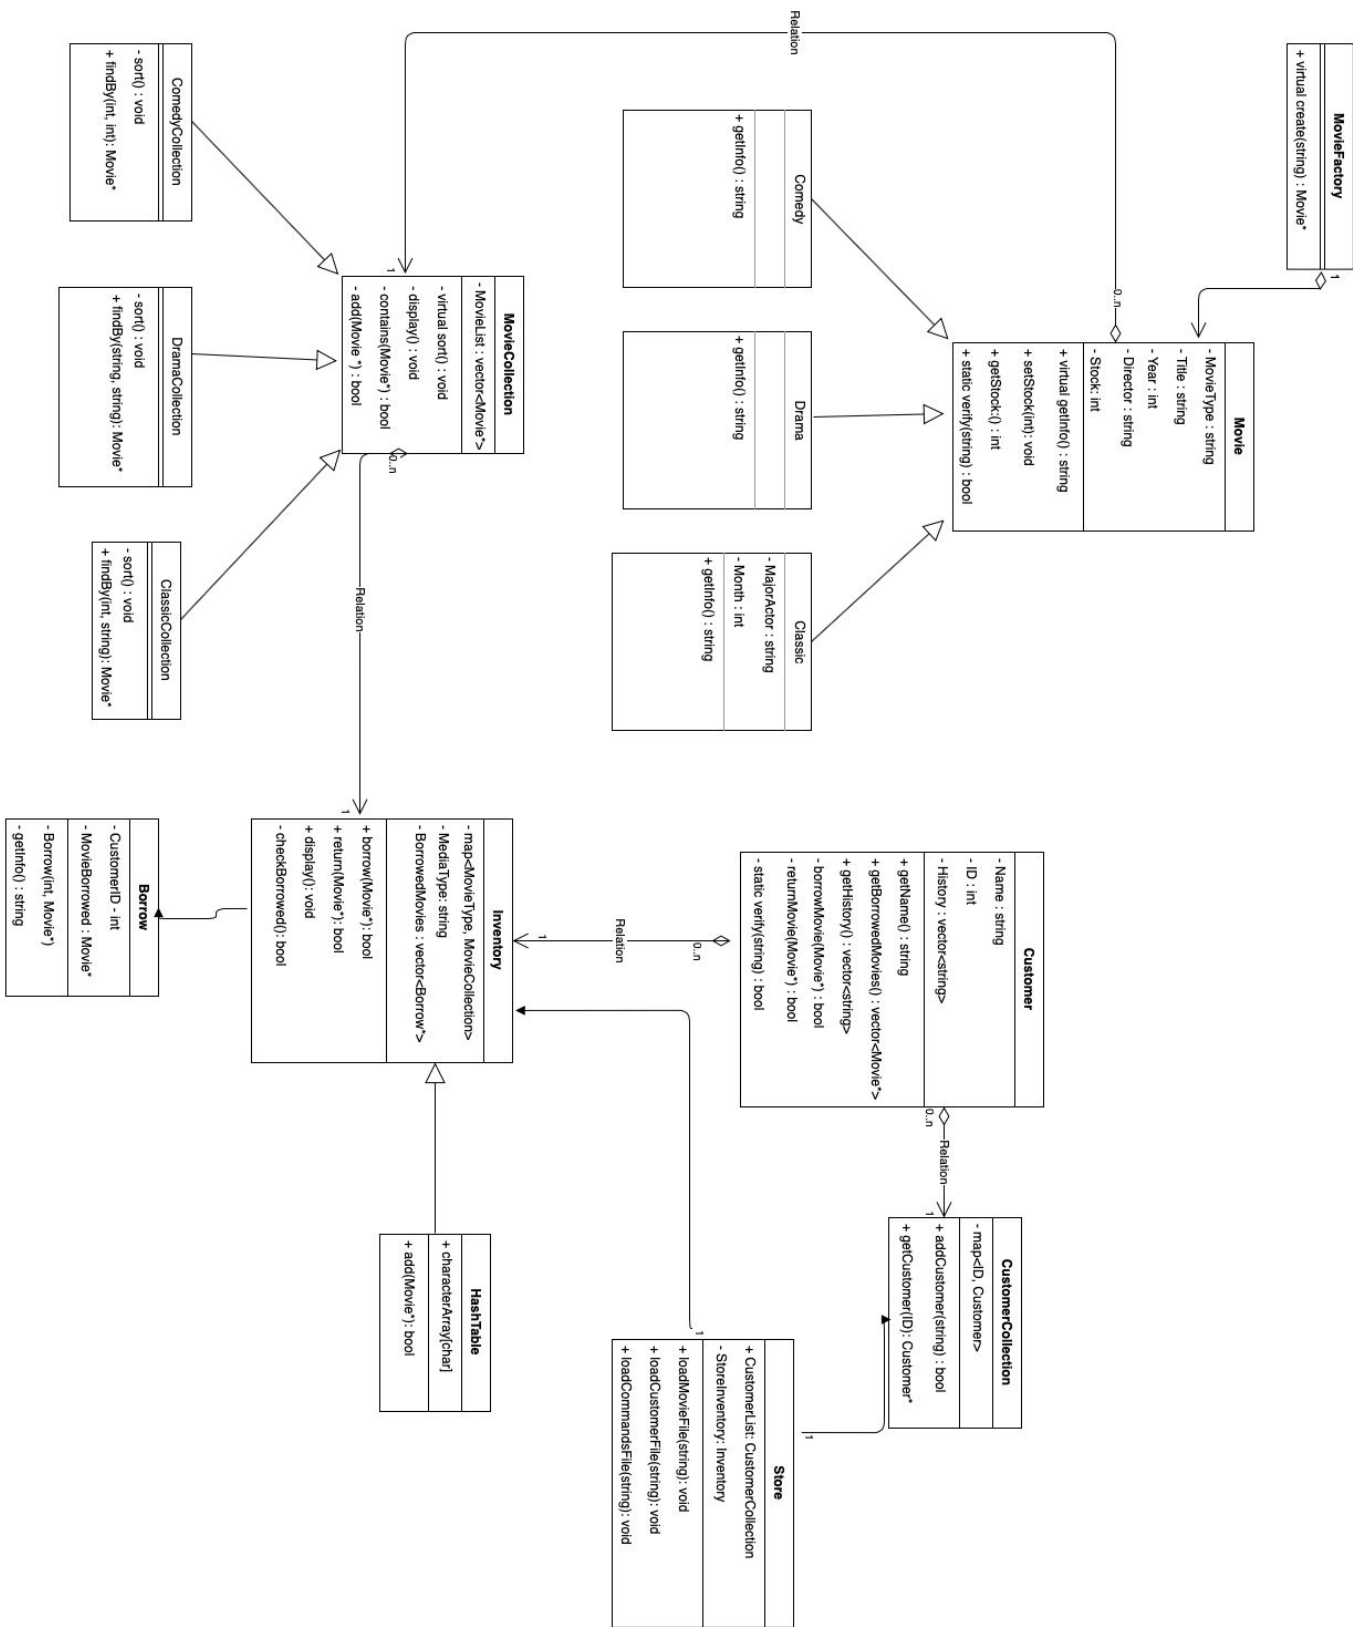 MovieFactory
+ virtual create(string) : Movie*
1
Movie
- MovieType : string
- Title : string
- Year : int
- Director : string
- Stock: int
+ virtual getInfo() : string
+ setStock(int): void
+ getStock:() : int
+ static verify(string) : bool
0..n
Relation
Comedy
+ getInfo() : string
Drama
+ getInfo() : string
Classic
- MajorActor : string
- Month : int
+ getInfo() : string
1
MovieCollection
- MovieList : vector<Movie*>
- virtual sort() : void
- display() : void
- contains(Movie*) : bool
- add(Movie *) : bool
0..n
Relation
1
ComedyCollection
- sort() : void
+ findBy(int, int): Movie*
DramaCollection
- sort() : void
+ findBy(string, string): Movie*
ClassicCollection
- sort() : void
+ findBy(int, string): Movie*
Customer
- Name : string
- ID : int
- History : vector<string>
+ getName() : string
+ getBorrowedMovies() : vector<Movie*>
+ getHistory() : vector<string>
- borrowMovie(Movie*) : bool
- returnMovie(Movie*) : bool
- static verify(string) : bool
0..n
Relation
1
0..n
Relation
1
CustomerCollection
- map<ID, Customer>
+ addCustomer(string) : bool
+ getCustomer(ID): Customer*
Inventory
- map<MovieType, MovieCollection>
- MediaType: string
- BorrowedMovies : vector<Borrow*>
+ borrow(Movie*): bool
+ return(Movie*): bool
+ display(): void
- checkBorrowed(): bool
Borrow
- CustomerID - int
- MovieBorrowed : Movie*
- Borrow(int, Movie*)
- getInfo() : string
HashTable
+ characterArray[char]
+ add(Movie*): bool
1
1
Store
+ CustomerList: CustomerCollection
- StoreInventory: Inventory
+ loadMovieFile(string): void
+ loadCustomerFile(string): void
+ loadCommandsFile(string): void